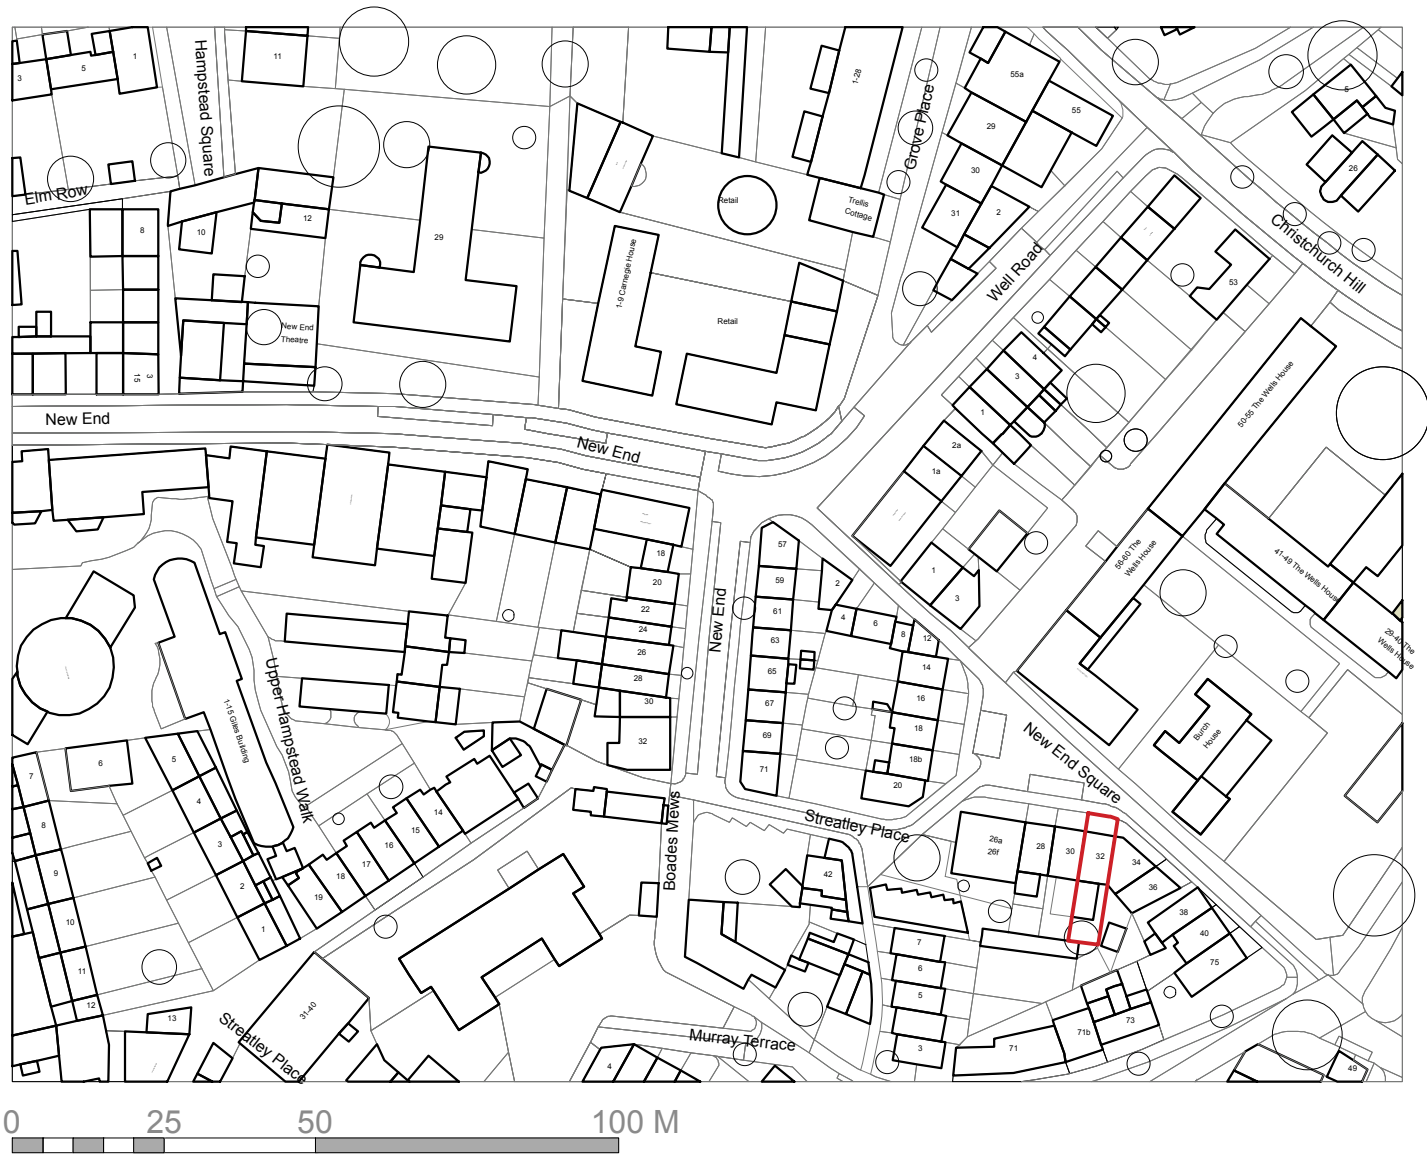 3
5
1
Hampstead Square
11
1-28
Grove Place
55a
55
29
30
31
2
5
26
Elm Row
8
10
12
29
Retail
Trellis
Cottage
Well Road
Christchurch Hill
53
1-9 Carnegie House
Retail
New End
Theatre
15
3
4
3
1
50-55 The Wells House
New End
New End
2a
1a
18
20
22
24
26
28
30
32
New End
57
59
61
63
65
67
69
71
2
4
6
8
12
14
16
18
18b
20
1
3
56-60 The
Wells House
41-49 The Wells House
29-40 The
Wells House
Burch
House
New End Square
1-15 Giles Building
Upper Hampstead Walk
7
6
8
9
10
11
12
13
5
4
3
2
1
19
18
17
16
15
14
Boades Mews
Streatley Place
42
26a
26f
28
30
32
34
36
38
40
75
7
6
5
3
71
71b
73
31-40
Streatley Place
Murray Terrace
4
49
0
25
50
100 M